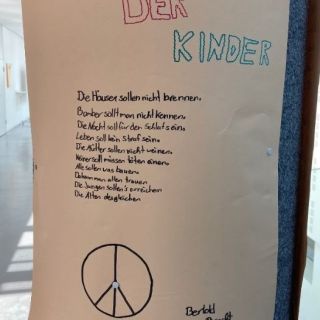 DER
KINDER
Die Häuser sollen nicht brennen.
Bomber sollt man nicht kennen.
Die Nacht soll für den Schlaf sein.
Leben soll kein Straf sein.
Die Mütter sollen nicht weinen.
Keiner soll müssen töten einen.
Alle sollen was bauen.
Da kann man allen trauen.
Die Jungen sollen's erreichen
Die Alten desgleichen
Bertold
Brecht